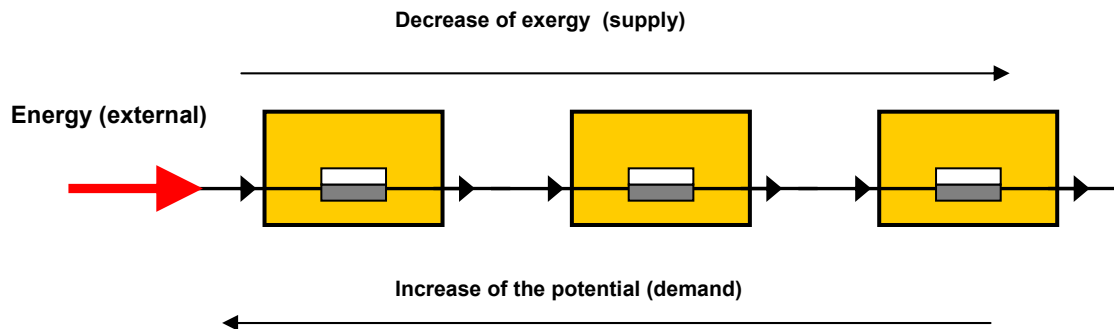 Decrease of exergy (supply)
Energy (external)
Increase of the potential (demand)